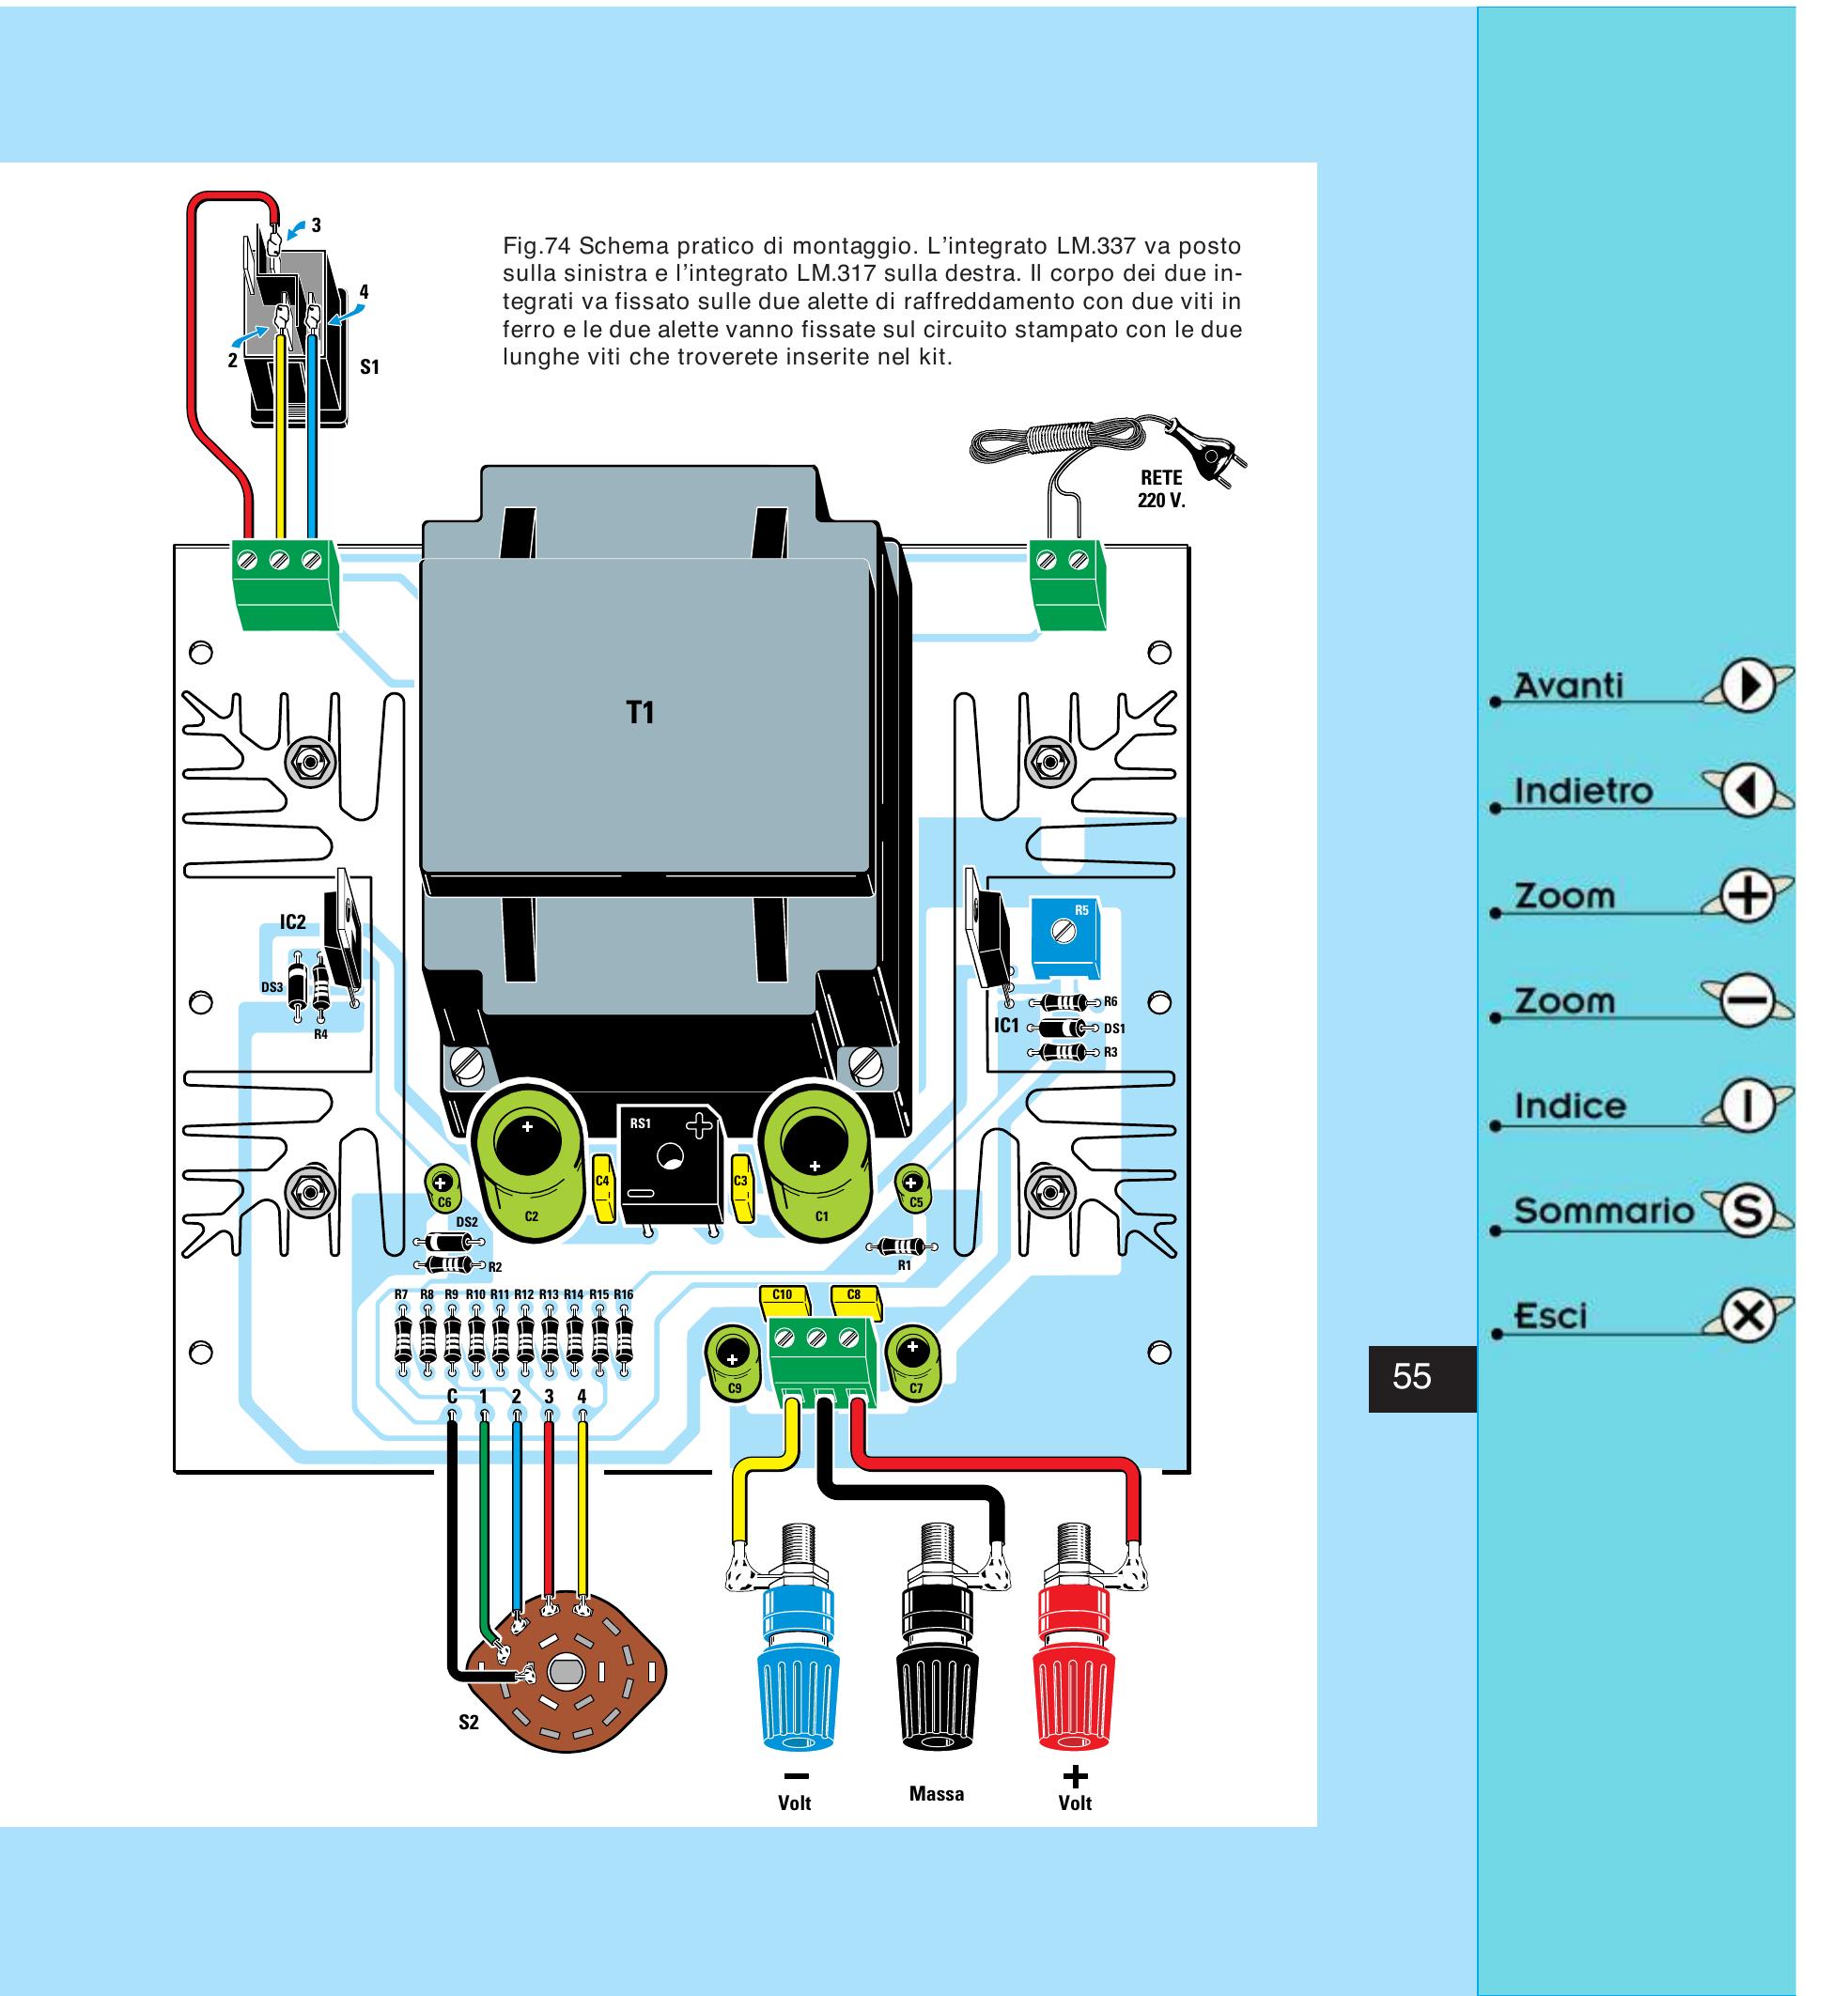 3
4
2
S1
Fig.74 Schema pratico di montaggio. L'integrato LM.337 va posto
sulla sinistra e l'integrato LM.317 sulla destra. Il corpo dei due in-
tegrati va fissato sulle due alette di raffreddamento con due viti in
ferro e le due alette vanno fissate sul circuito stampato con le due
lunghe viti che troverete inserite nel kit.
RETE
220 V.
T1
IC2
DS3
R4
R5
R6
IC1
DS1
R3
RS1
+
C6
+
C2
C4
C3
+
C1
+
C5
+
DS2
R2
R1
R7 R8 R9 R10 R11 R12 R13 R14 R15 R16
C10
C8
C9
+
C7
+
C 1 2 3 4
S2
−
Volt
Massa
+
Volt
Avanti
Indietro
Zoom +
Zoom −
Indice I
Sommario S
Esci X
55